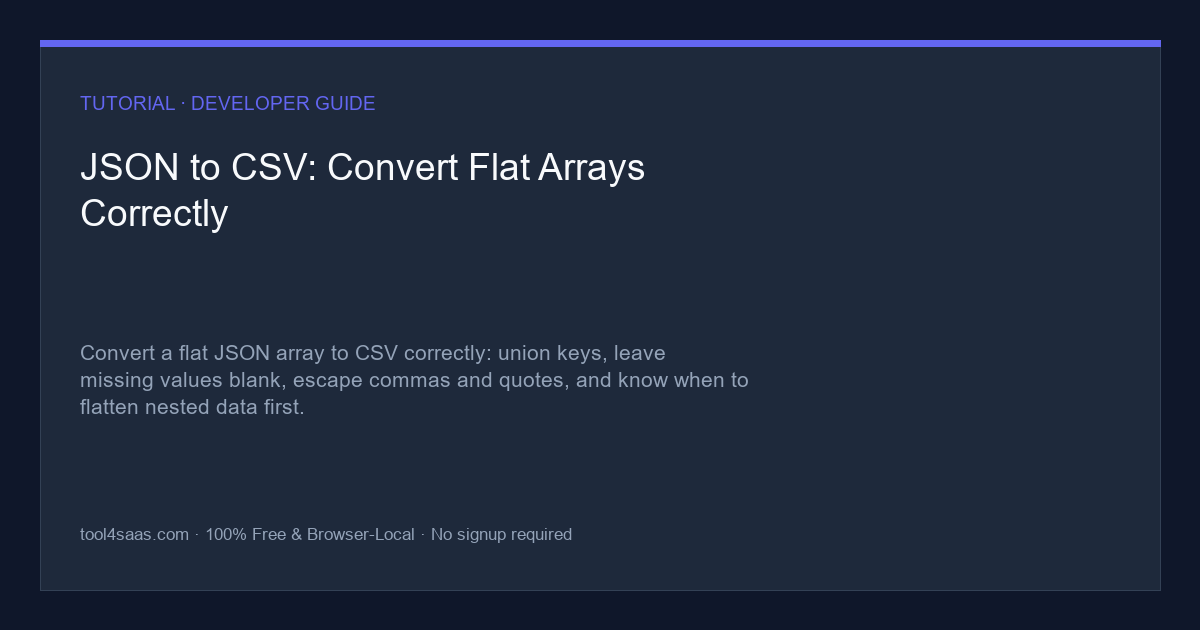 TUTORIAL · DEVELOPER GUIDE
JSON to CSV: Convert Flat Arrays
Correctly
Convert a flat JSON array to CSV correctly: union keys, leave
missing values blank, escape commas and quotes, and know when to
flatten nested data first.
tool4saas.com · 100% Free & Browser-Local · No signup required